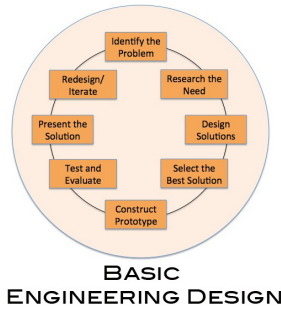 Identify the
Problem
Research the
Need
Design
Solutions
Select the
Best Solution
Construct
Prototype
Test and
Evaluate
Present the
Solution
Redesign/
Iterate
BASIC
ENGINEERING DESIGN